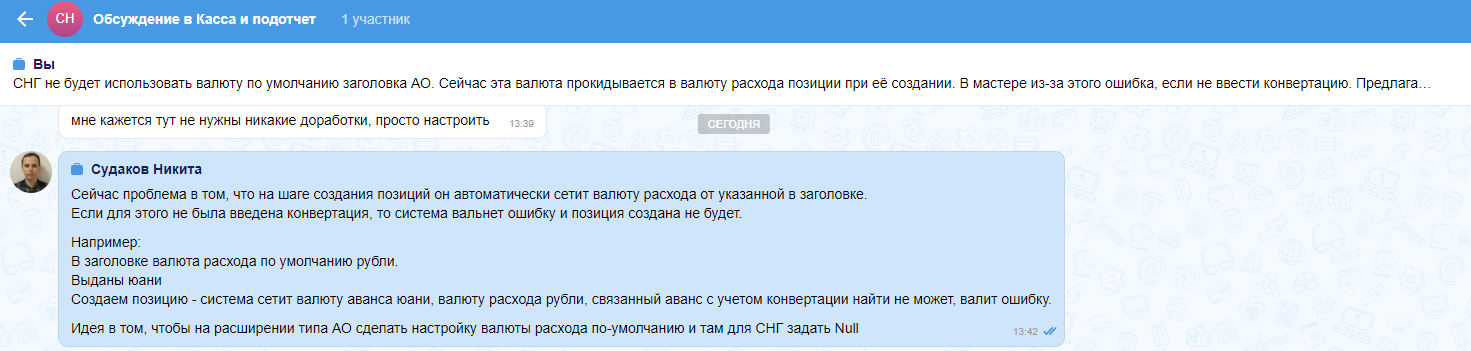 СН Обсуждение в Касса и подотчет 1 участник
Вы
СНГ не будет использовать валюту по умолчанию заголовка АО. Сейчас эта валюта прокидывается в валюту расхода позиции при её создании. В мастере из-за этого ошибка, если не ввести конвертацию. Предлага…
мне кажется тут не нужны никакие доработки, просто настроить 13:39
СЕГОДНЯ
Судаков Никита
Сейчас проблема в том, что на шаге создания позиций он автоматически сетит валюту расхода от указанной в заголовке.
Если для этого не была введена конвертация, то система вальнет ошибку и позиция создана не будет.
Например:
В заголовке валюта расхода по умолчанию рубли.
Выданы юани
Создаем позицию - система сетит валюту аванса юани, валюту расхода рубли, связанный аванс с учетом конвертации найти не может, валит ошибку.
Идея в том, чтобы на расширении типа АО сделать настройку валюты расхода по-умолчанию и там для СНГ задать Null
13:42